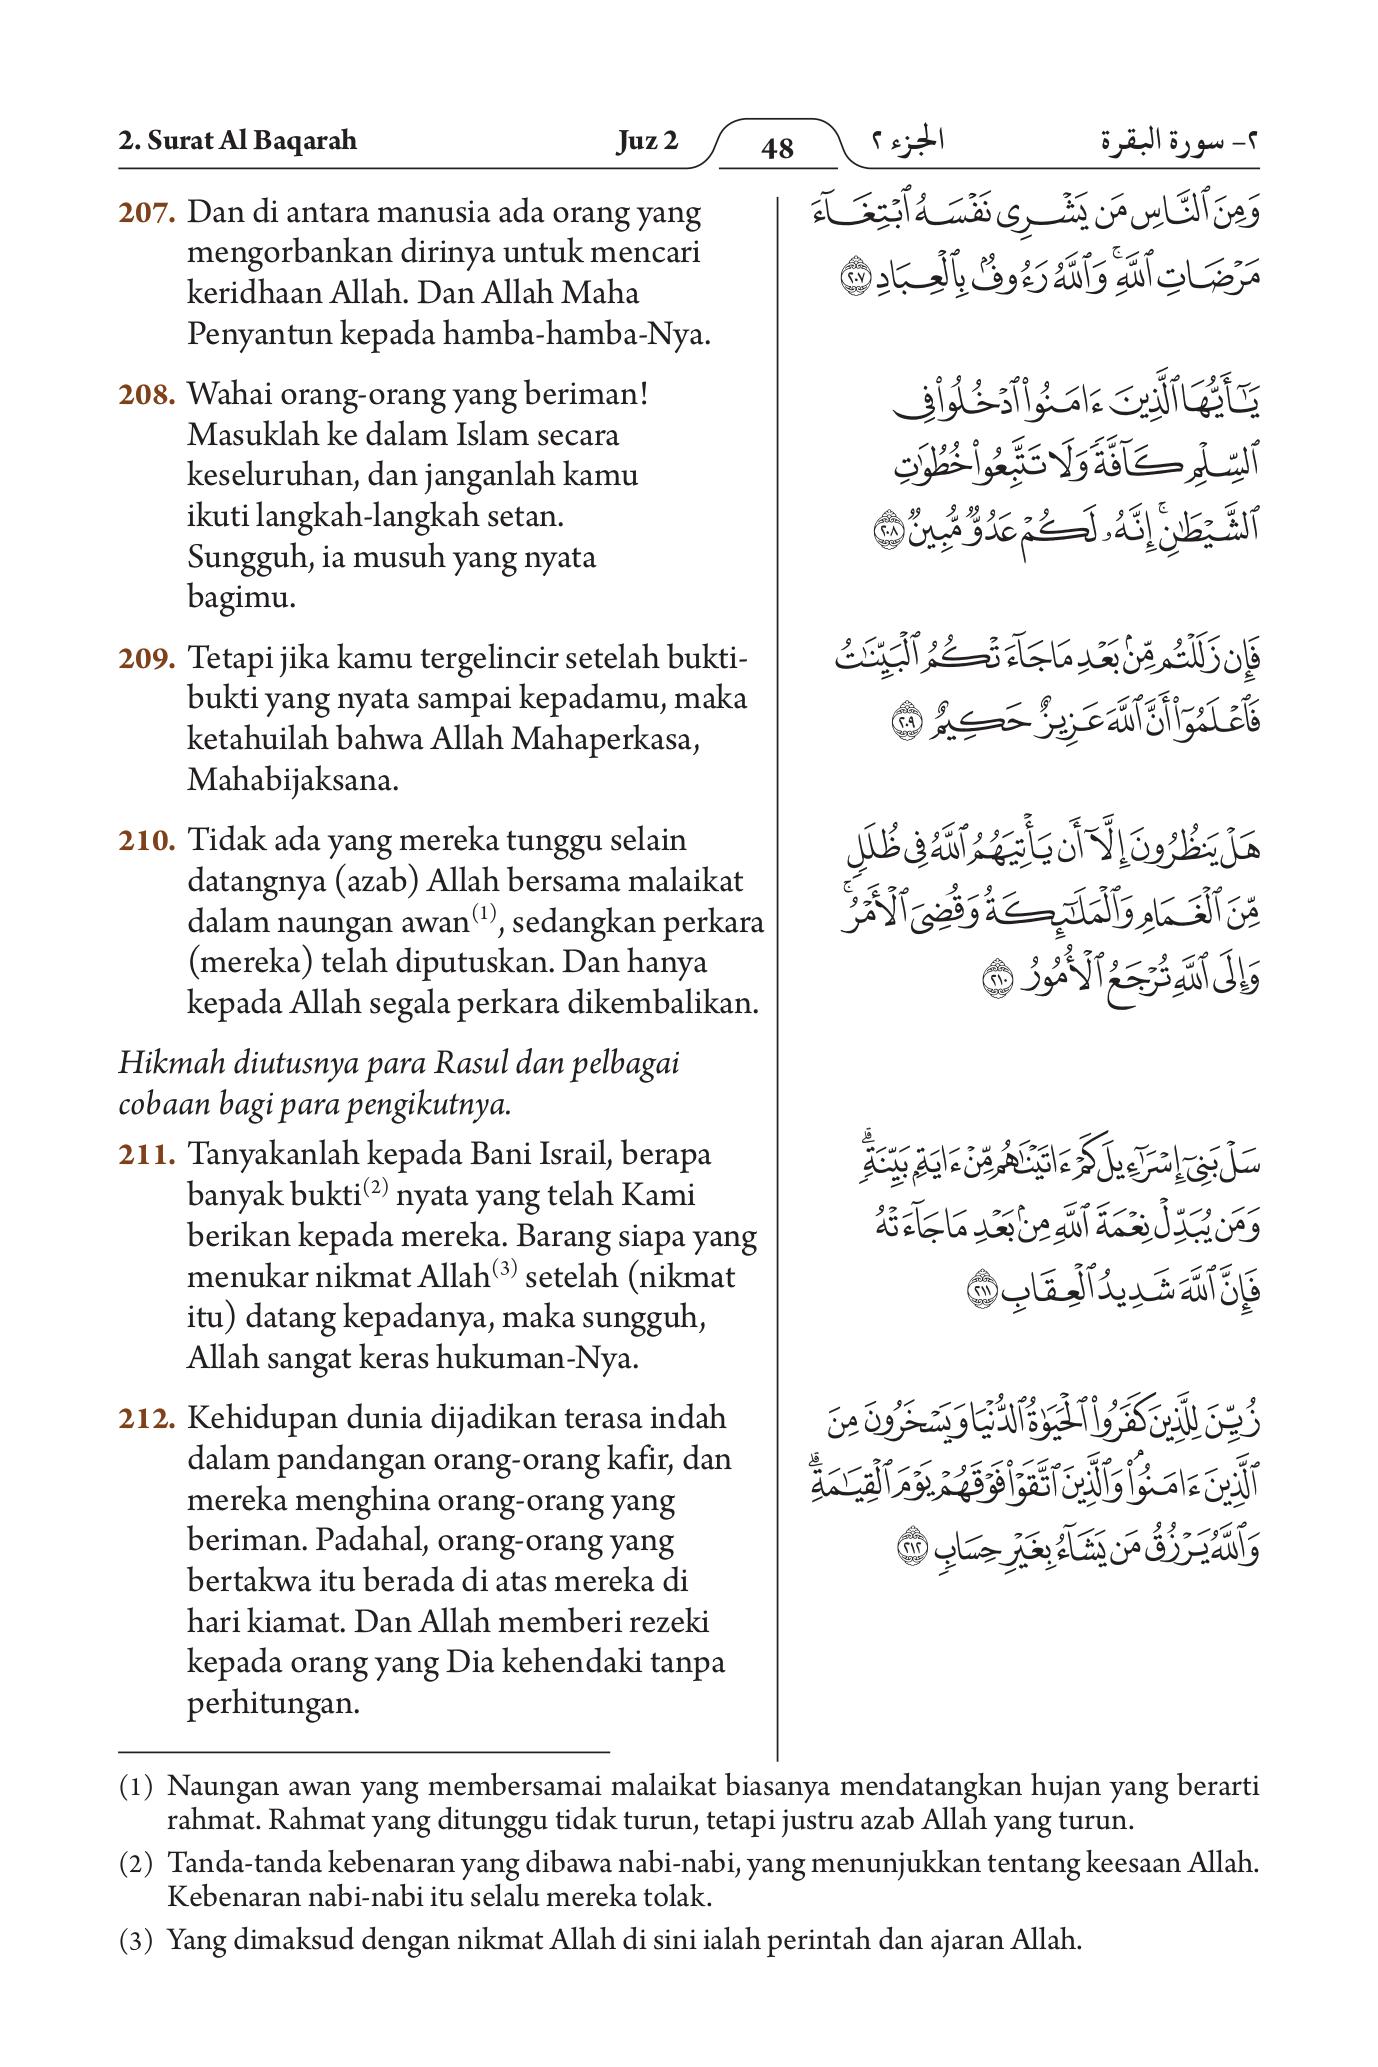 2. Surat Al Baqarah
Juz 2
48
الجزء ٢
٢- سورة البقرة
207. Dan di antara manusia ada orang yang
mengorbankan dirinya untuk mencari
keridhaan Allah. Dan Allah Maha
Penyantun kepada hamba-hamba-Nya.
208. Wahai orang-orang yang beriman!
Masuklah ke dalam Islam secara
keseluruhan, dan janganlah kamu
ikuti langkah-langkah setan.
Sungguh, ia musuh yang nyata
bagimu.
209. Tetapi jika kamu tergelincir setelah bukti-
bukti yang nyata sampai kepadamu, maka
ketahuilah bahwa Allah Mahaperkasa,
Mahabijaksana.
210. Tidak ada yang mereka tunggu selain
datangnya (azab) Allah bersama malaikat
dalam naungan awan(1), sedangkan perkara
(mereka) telah diputuskan. Dan hanya
kepada Allah segala perkara dikembalikan.
Hikmah diutusnya para Rasul dan pelbagai
cobaan bagi para pengikutnya.
211. Tanyakanlah kepada Bani Israil, berapa
banyak bukti(2) nyata yang telah Kami
berikan kepada mereka. Barang siapa yang
menukar nikmat Allah(3) setelah (nikmat
itu) datang kepadanya, maka sungguh,
Allah sangat keras hukuman-Nya.
212. Kehidupan dunia dijadikan terasa indah
dalam pandangan orang-orang kafir, dan
mereka menghina orang-orang yang
beriman. Padahal, orang-orang yang
bertakwa itu berada di atas mereka di
hari kiamat. Dan Allah memberi rezeki
kepada orang yang Dia kehendaki tanpa
perhitungan.
وَمِنَ ٱلنَّاسِ مَن يَشْرِى نَفْسَهُ ٱبْتِغَآءَ
مَرْضَاتِ ٱللَّهِۚ وَٱللَّهُ رَءُوفٌۢ بِٱلْعِبَادِ ٢٠٧
يَٰٓأَيُّهَا ٱلَّذِينَ ءَامَنُوا۟ ٱدْخُلُوا۟ فِى
ٱلسِّلْمِ كَآفَّةً وَلَا تَتَّبِعُوا۟ خُطُوَٰتِ
ٱلشَّيْطَٰنِۚ إِنَّهُۥ لَكُمْ عَدُوٌّ مُّبِينٌ ٢٠٨
فَإِن زَلَلْتُم مِّنۢ بَعْدِ مَا جَآءَتْكُمُ ٱلْبَيِّنَٰتُ
فَٱعْلَمُوٓا۟ أَنَّ ٱللَّهَ عَزِيزٌ حَكِيمٌ ٢٠٩
هَلْ يَنظُرُونَ إِلَّآ أَن يَأْتِيَهُمُ ٱللَّهُ فِى ظُلَلٍ
مِّنَ ٱلْغَمَامِ وَٱلْمَلَٰٓئِكَةُ وَقُضِىَ ٱلْأَمْرُۚ
وَإِلَى ٱللَّهِ تُرْجَعُ ٱلْأُمُورُ ٢١٠
سَلْ بَنِىٓ إِسْرَٰٓءِيلَ كَمْ ءَاتَيْنَٰهُم مِّنْ ءَايَةٍۭ بَيِّنَةٍۗ
وَمَن يُبَدِّلْ نِعْمَةَ ٱللَّهِ مِنۢ بَعْدِ مَا جَآءَتْهُ
فَإِنَّ ٱللَّهَ شَدِيدُ ٱلْعِقَابِ ٢١١
زُيِّنَ لِلَّذِينَ كَفَرُوا۟ ٱلْحَيَوٰةُ ٱلدُّنْيَا وَيَسْخَرُونَ مِنَ
ٱلَّذِينَ ءَامَنُوا۟ۘ وَٱلَّذِينَ ٱتَّقَوْا۟ فَوْقَهُمْ يَوْمَ ٱلْقِيَٰمَةِۗ
وَٱللَّهُ يَرْزُقُ مَن يَشَآءُ بِغَيْرِ حِسَابٍ ٢١٢
(1) Naungan awan yang membersamai malaikat biasanya mendatangkan hujan yang berarti
rahmat. Rahmat yang ditunggu tidak turun, tetapi justru azab Allah yang turun.
(2) Tanda-tanda kebenaran yang dibawa nabi-nabi, yang menunjukkan tentang keesaan Allah.
Kebenaran nabi-nabi itu selalu mereka tolak.
(3) Yang dimaksud dengan nikmat Allah di sini ialah perintah dan ajaran Allah.